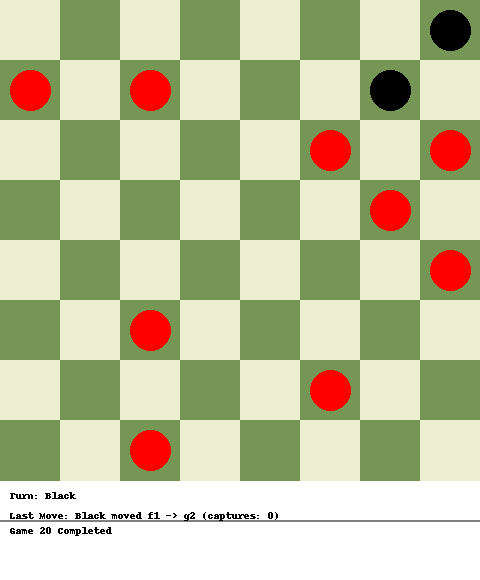 Turn: Black
Last Move: Black moved f1 -> g2 (captures: 0)
Game 20 Completed